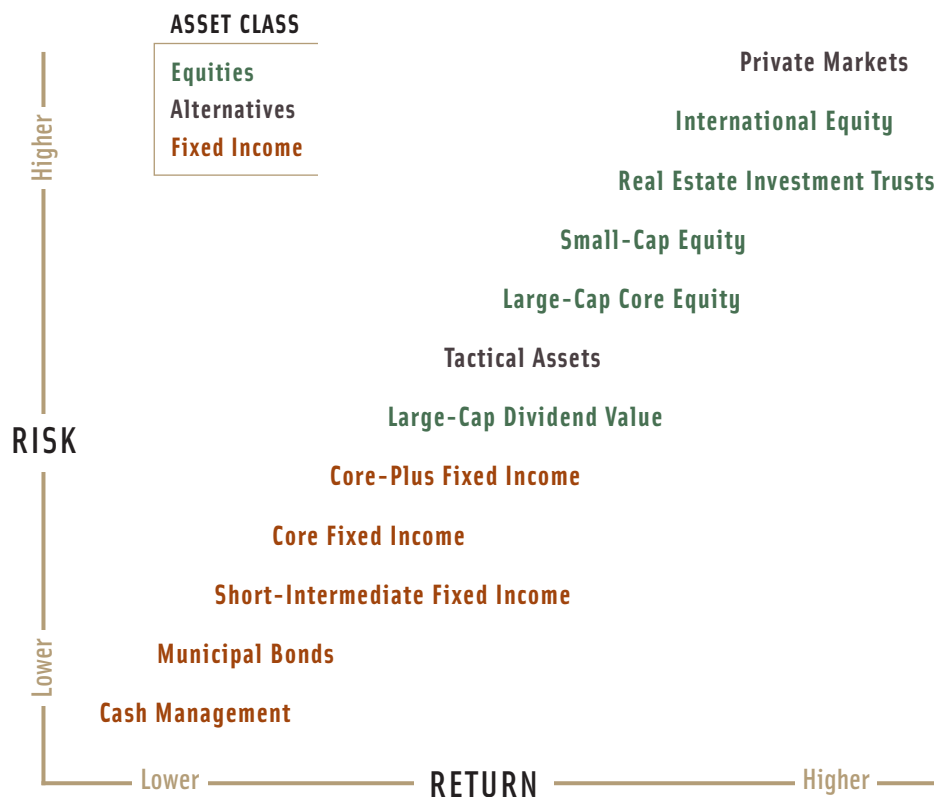 ASSET CLASS
Equities
Alternatives
Fixed Income
Private Markets
International Equity
Real Estate Investment Trusts
Small-Cap Equity
Large-Cap Core Equity
Tactical Assets
Large-Cap Dividend Value
Core-Plus Fixed Income
Core Fixed Income
Short-Intermediate Fixed Income
Municipal Bonds
Cash Management
Higher
RISK
Lower
Lower
RETURN
Higher